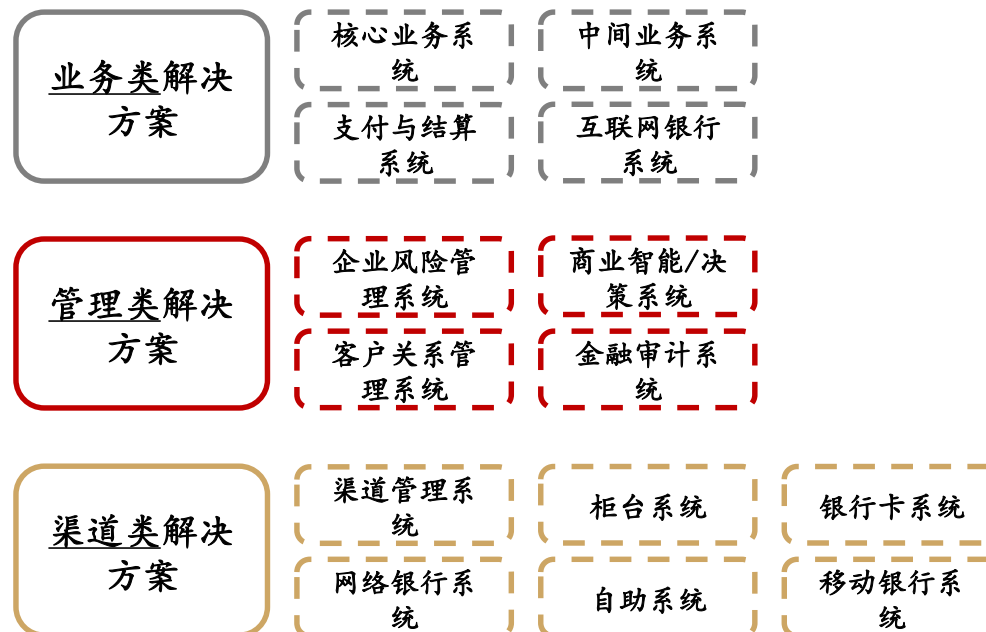 业务类解决
方案
核心业务系
统
中间业务系
统
支付与结算
系统
互联网银行
系统
管理类解决
方案
企业风险管
理系统
商业智能/决
策系统
客户关系管
理系统
金融审计系
统
渠道类解决
方案
渠道管理系
统
柜台系统
银行卡系统
网络银行系
统
自助系统
移动银行系
统